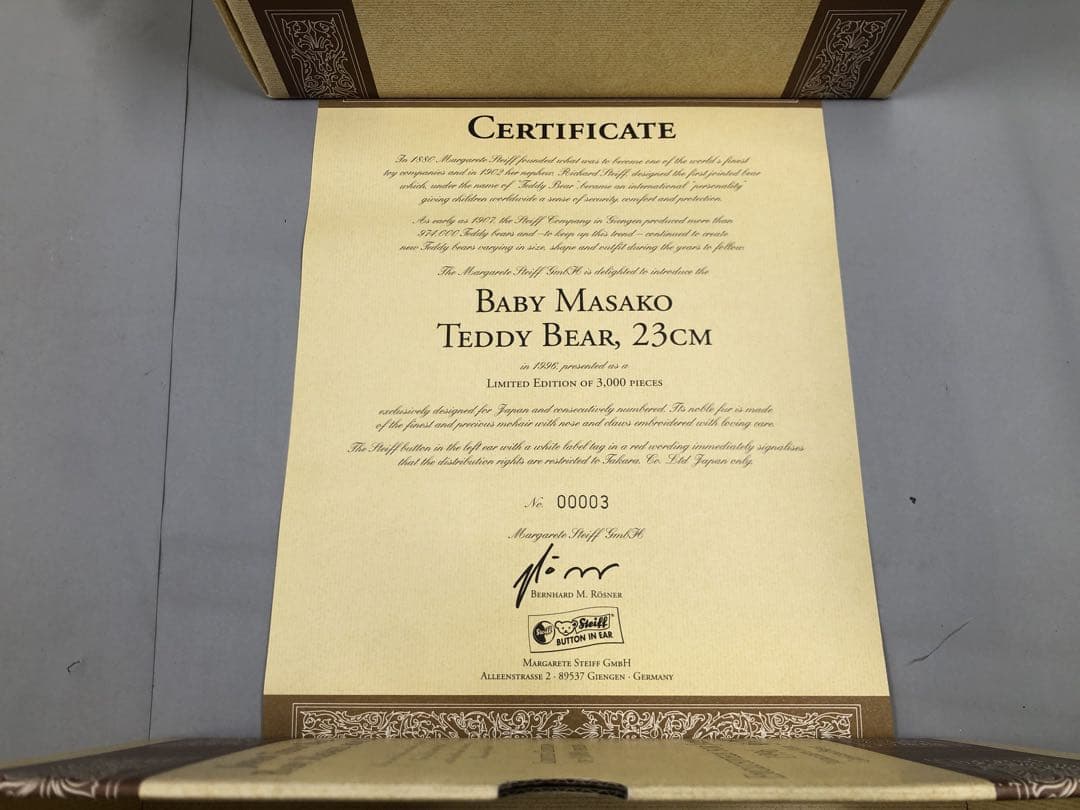 CERTIFICATE
In 1880 Margarete Steiff founded what was to become one of the world's finest
toy companies and in 1902 her nephew, Richard Steiff, designed the first jointed bear
which, under the name of "Teddy Bear" became an international "personality"
giving children worldwide a sense of security, comfort and protection.
As early as 1907, the Steiff Company in Giengen produced more than
974,000 Teddy bears and – to keep up this trend – continued to create
new Teddy bears varying in size, shape and outfit during the years to follow.
The Margarete Steiff GmbH is delighted to introduce the
BABY MASAKO
TEDDY BEAR, 23CM
in 1996, presented as a
LIMITED EDITION OF 3,000 PIECES
exclusively designed for Japan and consecutively numbered. Its noble fur is made
of the finest and precious mohair with nose and claws embroidered with loving care.
The Steiff button in the left ear with a white label tag in a red wording immediately signalises
that the distribution rights are restricted to Takara, Co. Ltd Japan only.
No. 00003
Margarete Steiff GmbH
BERNHARD M. RÖSNER
Steiff
Steiff
BUTTON IN EAR
MARGARETE STEIFF GMBH
ALLEENSTRASSE 2 · 89537 GIENGEN · GERMANY